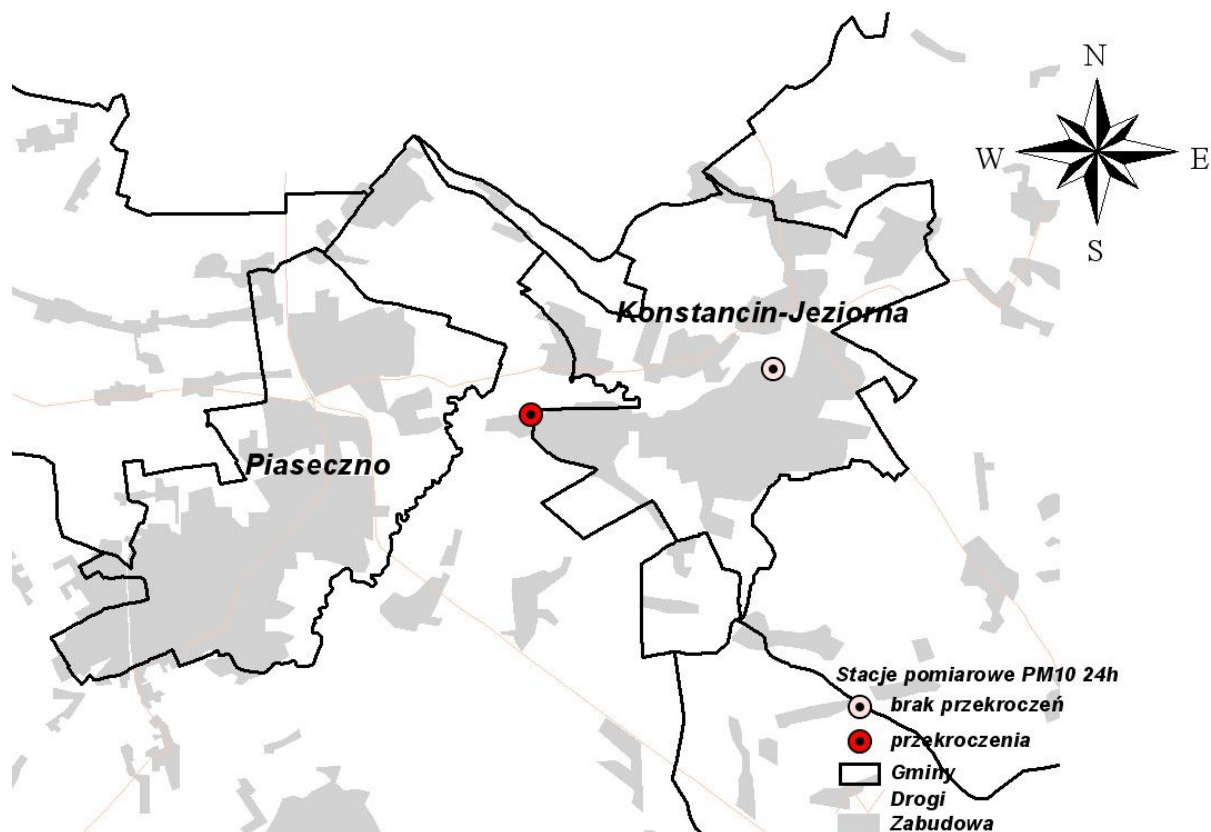 N
W
E
S
Konstancin-Jeziorna
Piaseczno
Stacje pomiarowe PM10 24h
brak przekroczeń
przekroczenia
Gminy
Drogi
Zabudowa